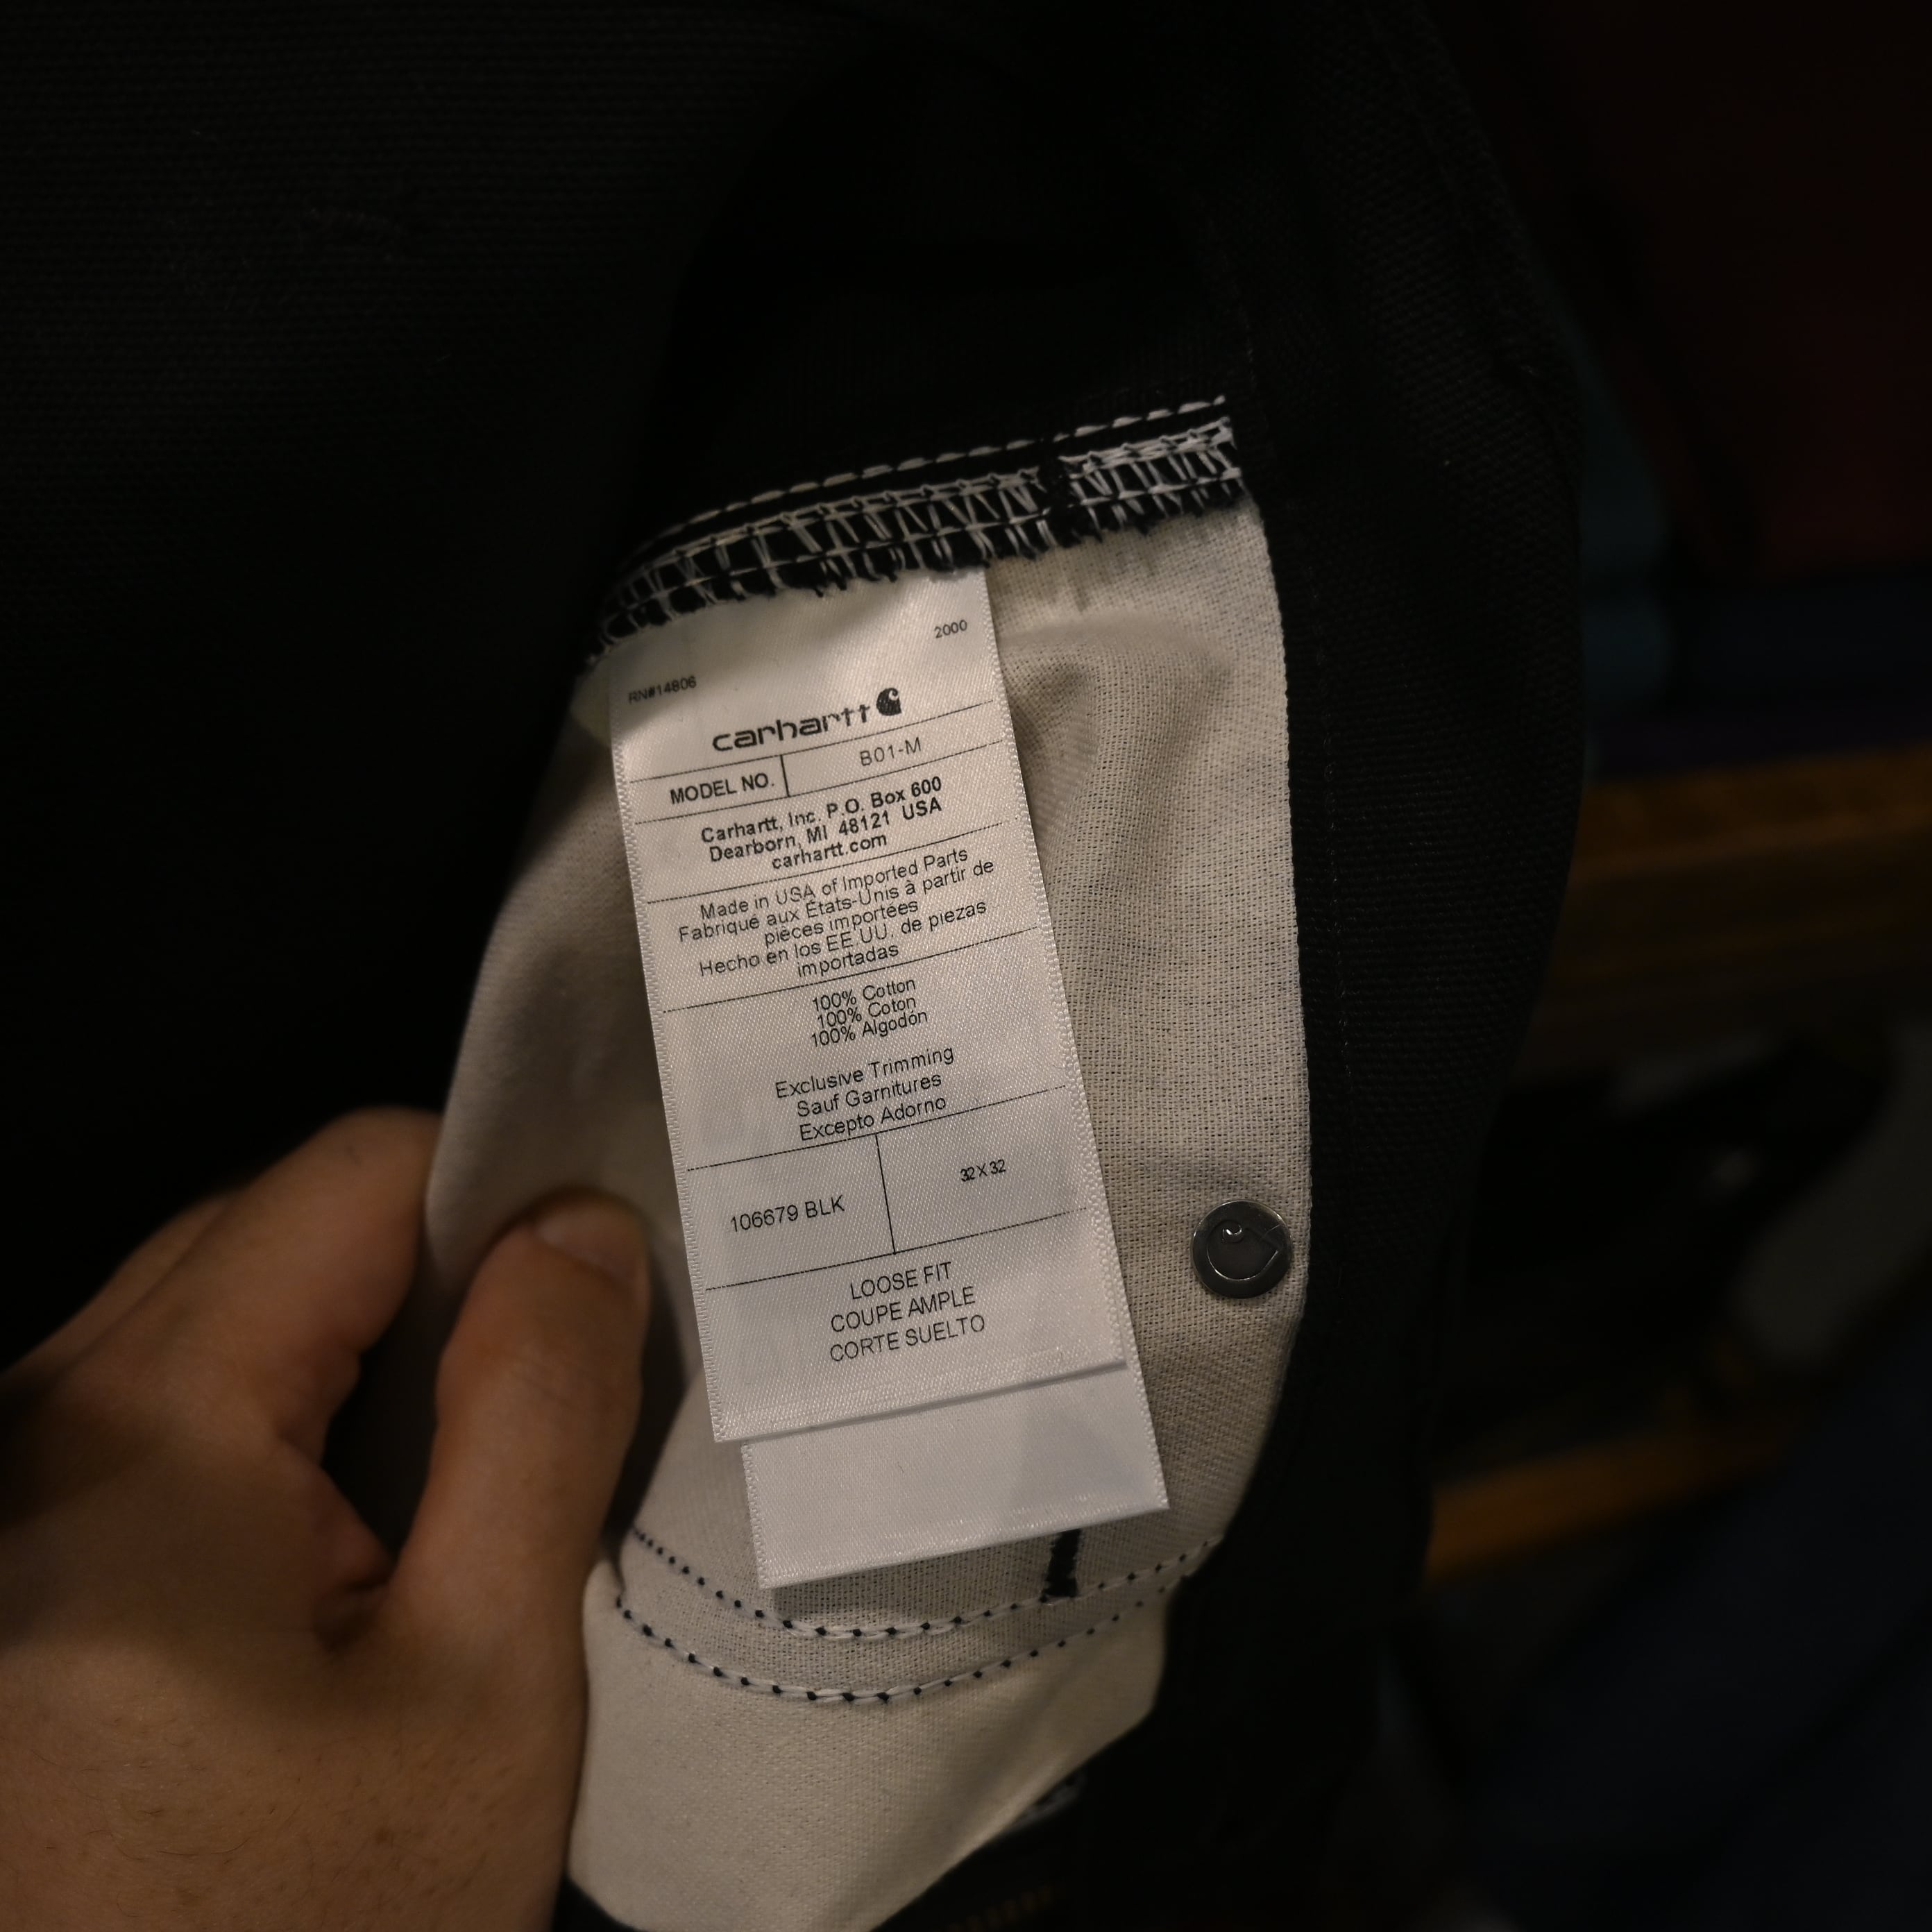 2000
RN#14806
carhartt
MODEL NO. B01-M
Carhartt, Inc. P.O. Box 600
Dearborn, MI 48121 USA
carhartt.com
Made in USA of Imported Parts
Fabriqué aux États-Unis à partir de
pièces importées
Hecho en los EE.UU. de piezas
importadas
100% Cotton
100% Coton
100% Algodón
Exclusive Trimming
Sauf Garnitures
Excepto Adorno
106679 BLK 32X32
LOOSE FIT
COUPE AMPLE
CORTE SUELTO